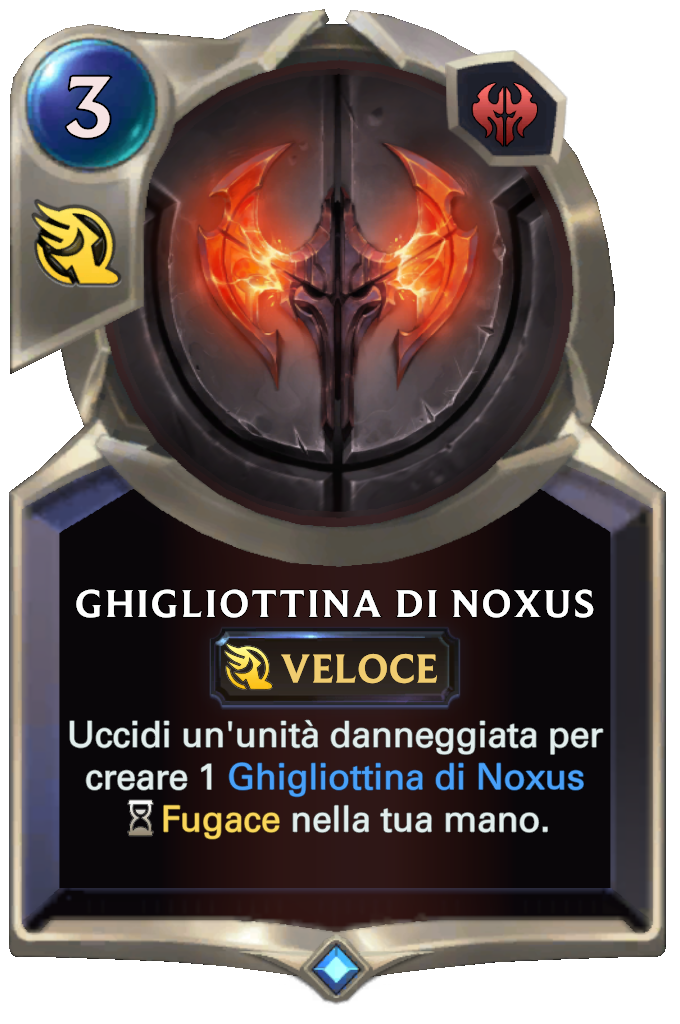 3
GHIGLIOTTINA DI NOXUS
VELOCE
Uccidi un'unità danneggiata per
creare 1 Ghigliottina di Noxus
Fugace nella tua mano.